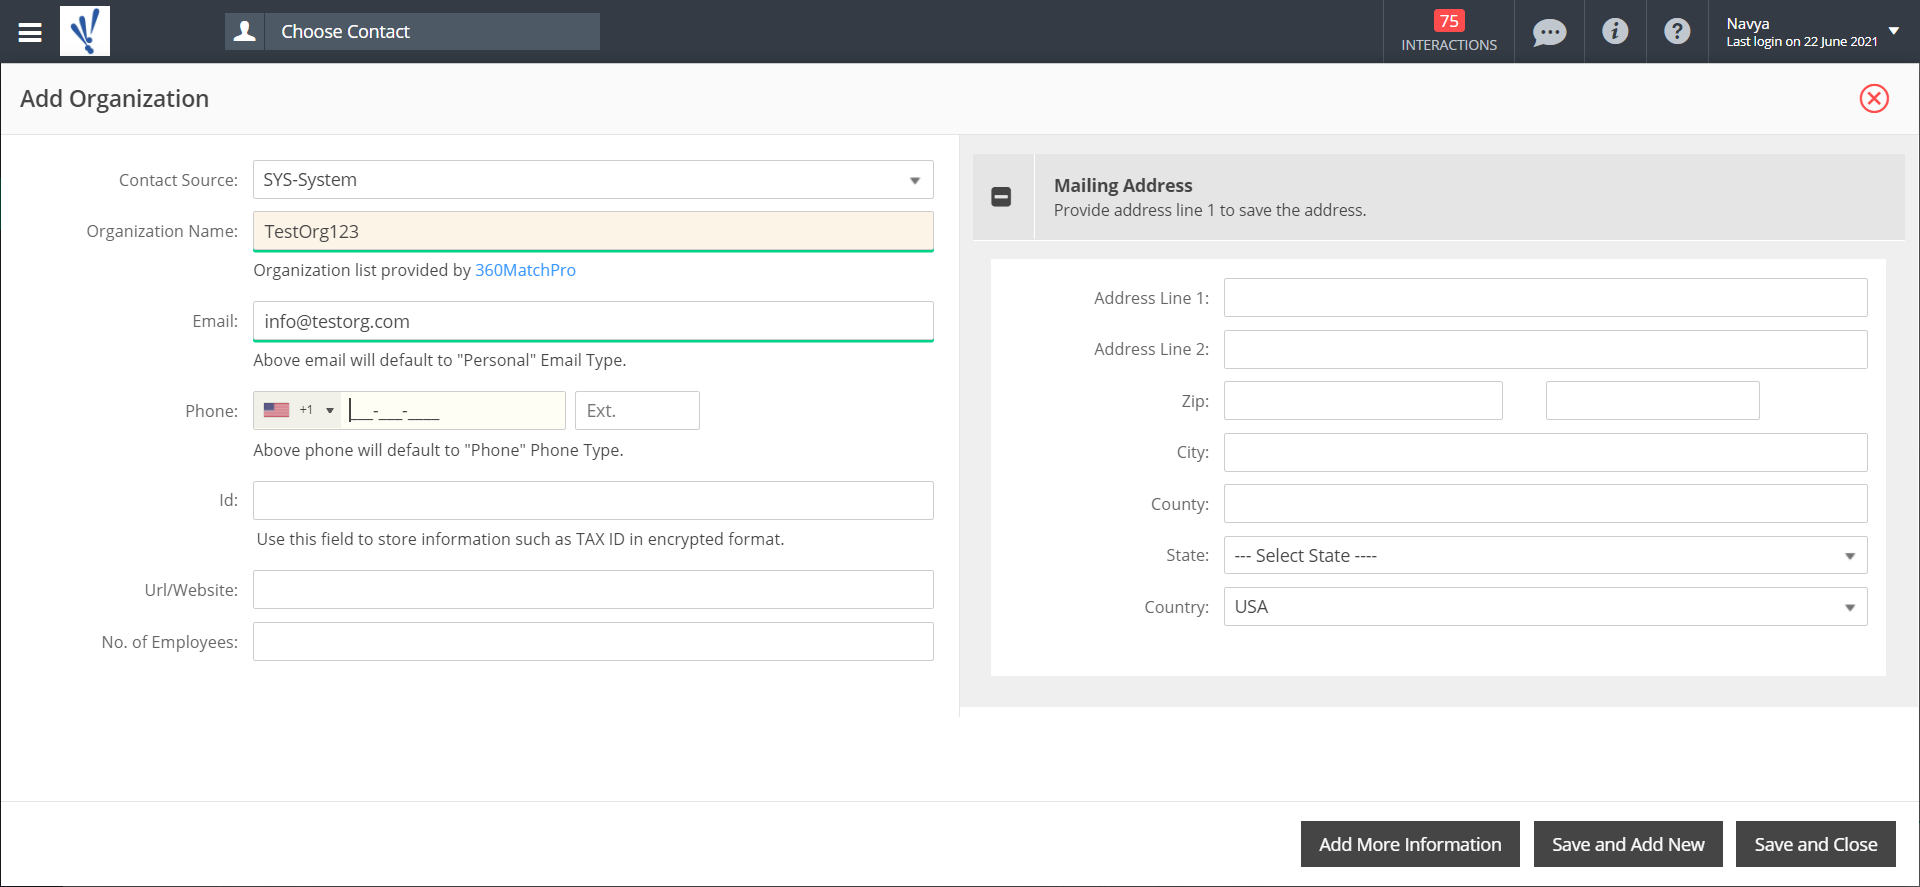 Choose Contact
75
INTERACTIONS
Navya
Last login on 22 June 2021
Add Organization
Contact Source:
SYS-System
Organization Name:
TestOrg123
Organization list provided by 360MatchPro
Email:
info@testorg.com
Above email will default to "Personal" Email Type.
Phone:
+1
___-___-____
Ext.
Above phone will default to "Phone" Phone Type.
Id:
Use this field to store information such as TAX ID in encrypted format.
Url/Website:
No. of Employees:
Mailing Address
Provide address line 1 to save the address.
Address Line 1:
Address Line 2:
Zip:
City:
County:
State:
--- Select State ----
Country:
USA
Add More Information
Save and Add New
Save and Close